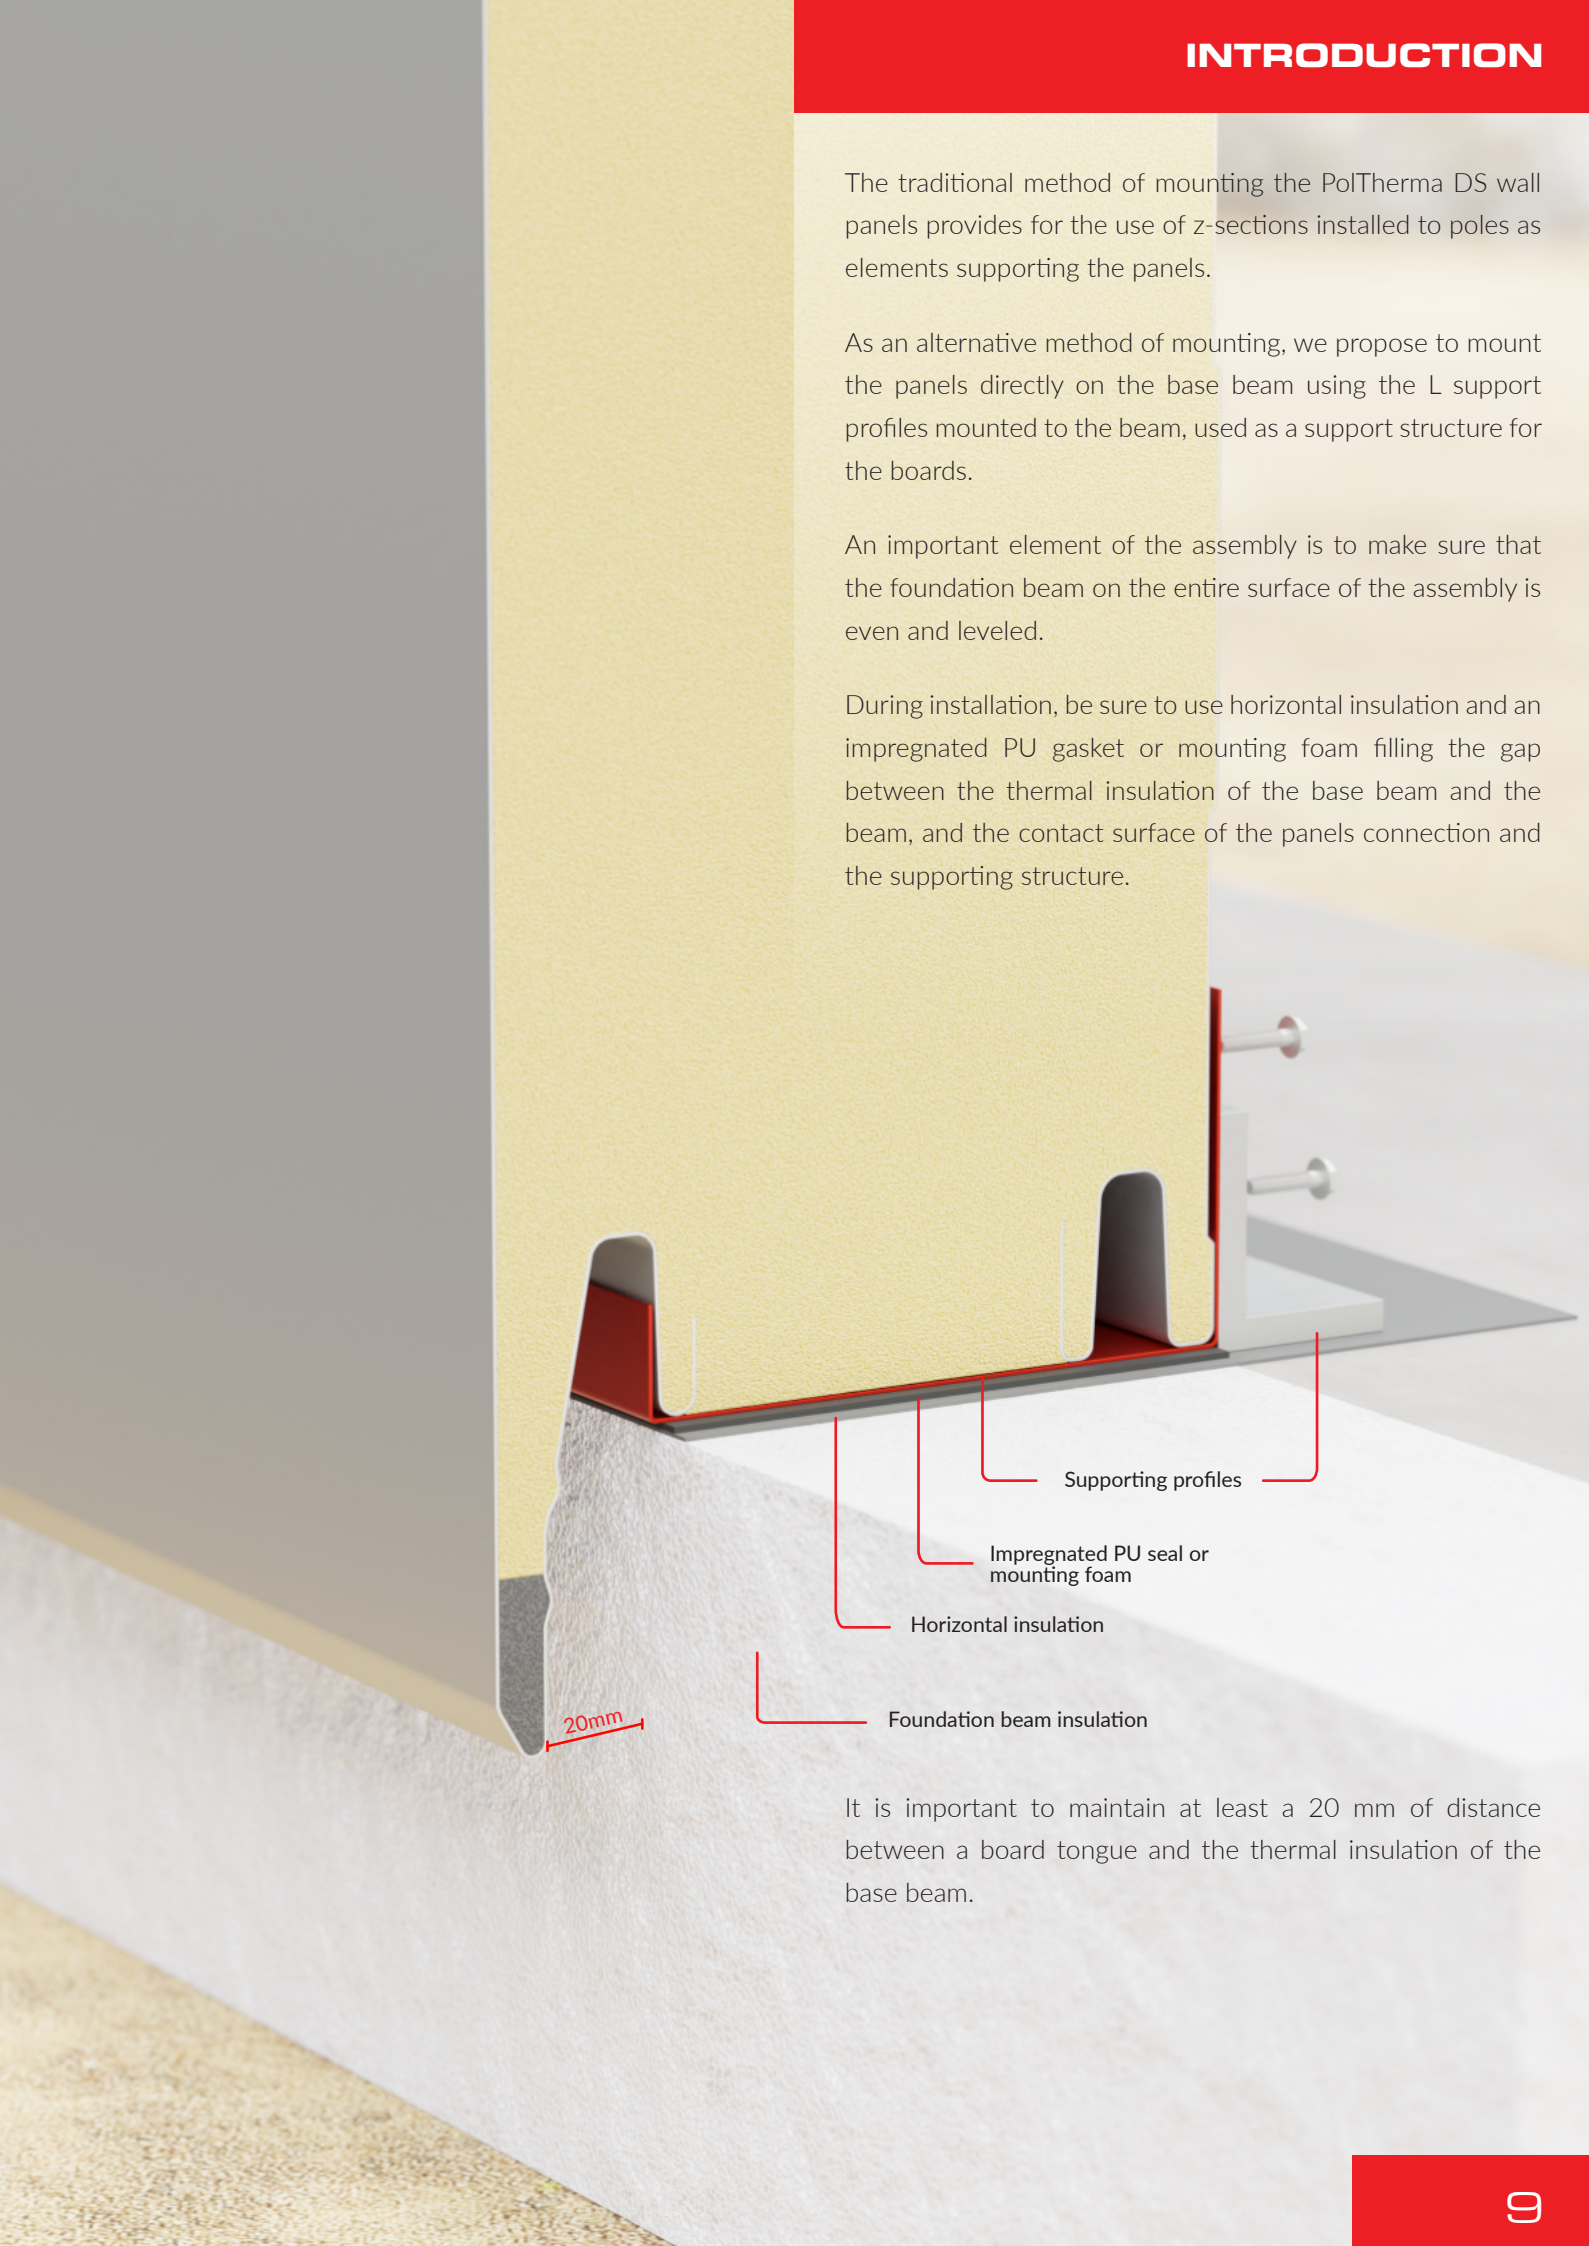 INTRODUCTION
The traditional method of mounting the PolTherma DS wall
panels provides for the use of z-sections installed to poles as
elements supporting the panels.
As an alternative method of mounting, we propose to mount
the panels directly on the base beam using the L support
profiles mounted to the beam, used as a support structure for
the boards.
An important element of the assembly is to make sure that
the foundation beam on the entire surface of the assembly is
even and leveled.
During installation, be sure to use horizontal insulation and an
impregnated PU gasket or mounting foam filling the gap
between the thermal insulation of the base beam and the
beam, and the contact surface of the panels connection and
the supporting structure.
Supporting profiles
Impregnated PU seal or
mounting foam
Horizontal insulation
Foundation beam insulation
20mm
It is important to maintain at least a 20 mm of distance
between a board tongue and the thermal insulation of the
base beam.
9